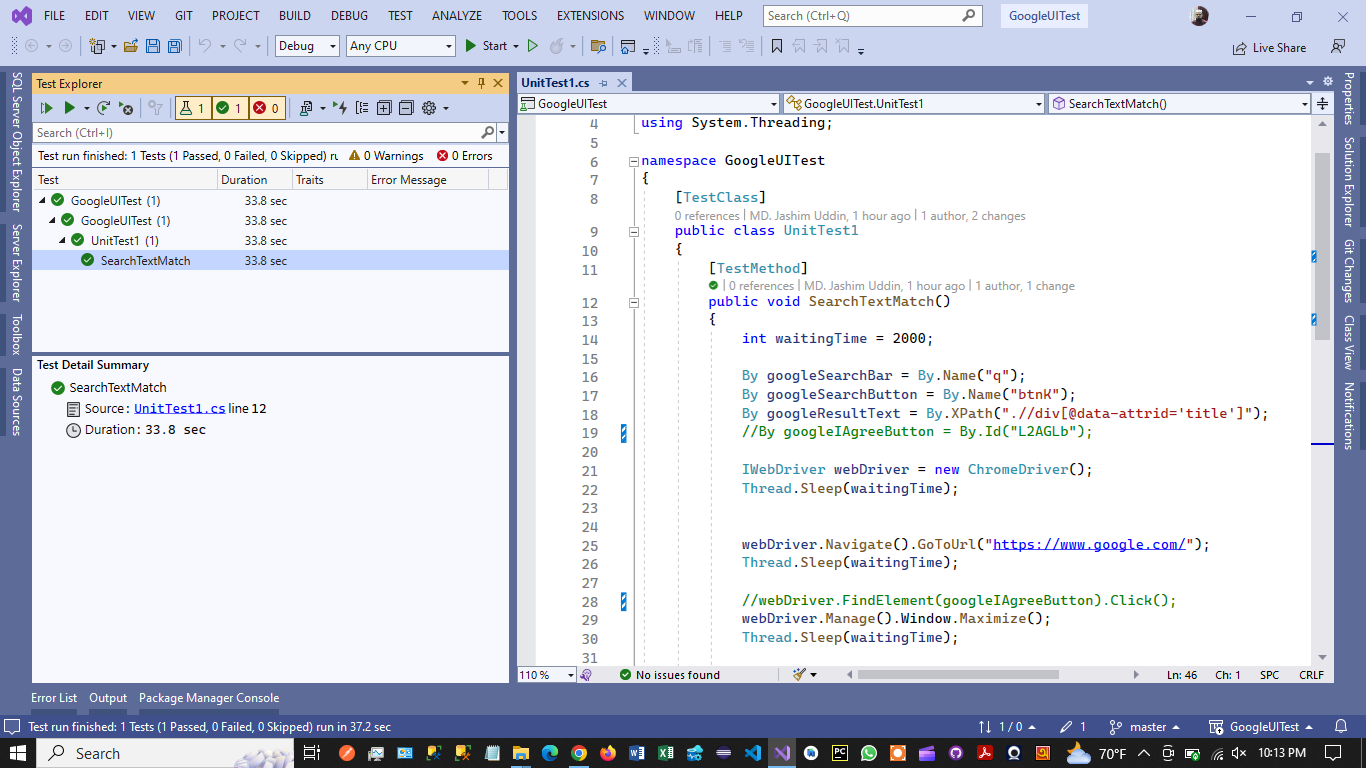 FILE EDIT VIEW GIT PROJECT BUILD DEBUG TEST ANALYZE TOOLS EXTENSIONS WINDOW HELP Search (Ctrl+Q) GoogleUITest
Debug Any CPU Start Live Share
SQL Server Object Explorer
Server Explorer
Toolbox
Data Sources
Test Explorer
1 1 0
Search (Ctrl+I)
Test run finished: 1 Tests (1 Passed, 0 Failed, 0 Skipped) ru 0 Warnings 0 Errors
Test Duration Traits Error Message
GoogleUITest (1) 33.8 sec
GoogleUITest (1) 33.8 sec
UnitTest1 (1) 33.8 sec
SearchTextMatch 33.8 sec
Test Detail Summary
SearchTextMatch
Source: UnitTest1.cs line 12
Duration: 33.8 sec
UnitTest1.cs
GoogleUITest GoogleUITest.UnitTest1 SearchTextMatch()
4 using System.Threading;
5
6 namespace GoogleUITest
7 {
8 [TestClass]
0 references | MD. Jashim Uddin, 1 hour ago | 1 author, 2 changes
9 public class UnitTest1
10 {
11 [TestMethod]
| 0 references | MD. Jashim Uddin, 1 hour ago | 1 author, 1 change
12 public void SearchTextMatch()
13 {
14 int waitingTime = 2000;
15
16 By googleSearchBar = By.Name("q");
17 By googleSearchButton = By.Name("btnK");
18 By googleResultText = By.XPath(".//div[@data-attrid='title']");
19 //By googleIAgreeButton = By.Id("L2AGLb");
20
21 IWebDriver webDriver = new ChromeDriver();
22 Thread.Sleep(waitingTime);
23
24
25 webDriver.Navigate().GoToUrl("https://www.google.com/");
26 Thread.Sleep(waitingTime);
27
28 //webDriver.FindElement(googleIAgreeButton).Click();
29 webDriver.Manage().Window.Maximize();
30 Thread.Sleep(waitingTime);
31
110 % No issues found Ln: 46 Ch: 1 SPC CRLF
Properties
Solution Explorer
Git Changes
Class View
Notifications
Error List Output Package Manager Console
Test run finished: 1 Tests (1 Passed, 0 Failed, 0 Skipped) run in 37.2 sec 1 / 0 1 master GoogleUITest
Search PC 70°F 10:13 PM